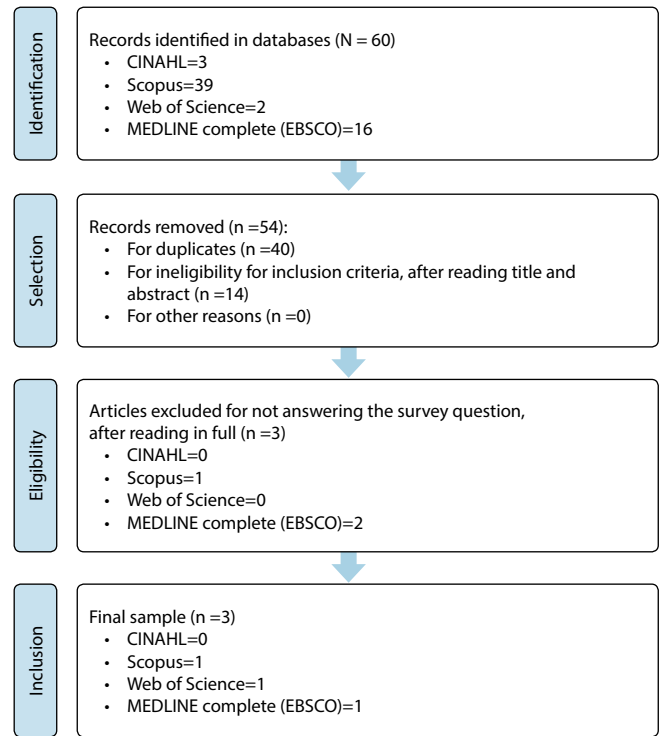 Identification
Records identified in databases (N = 60)
• CINAHL=3
• Scopus=39
• Web of Science=2
• MEDLINE complete (EBSCO)=16
Selection
Records removed (n =54):
• For duplicates (n =40)
• For ineligibility for inclusion criteria, after reading title and
abstract (n =14)
• For other reasons (n =0)
Eligibility
Articles excluded for not answering the survey question,
after reading in full (n =3)
• CINAHL=0
• Scopus=1
• Web of Science=0
• MEDLINE complete (EBSCO)=2
Inclusion
Final sample (n =3)
• CINAHL=0
• Scopus=1
• Web of Science=1
• MEDLINE complete (EBSCO)=1